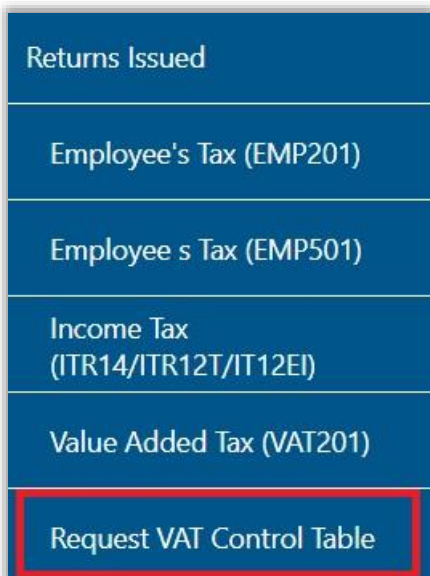 Returns Issued
Employee's Tax (EMP201)
Employee s Tax (EMP501)
Income Tax
(ITR14/ITR12T/IT12EI)
Value Added Tax (VAT201)
Request VAT Control Table